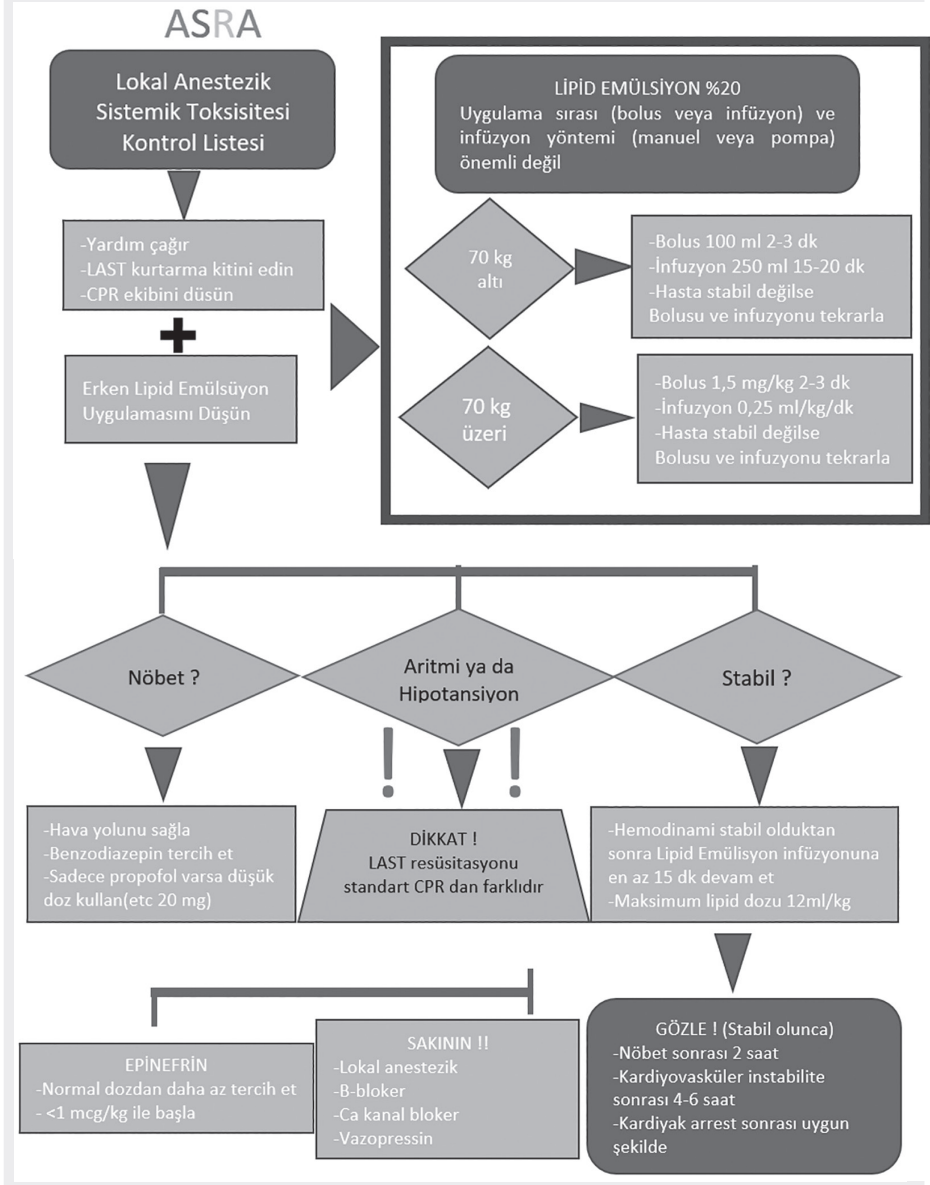 ASRA
Lokal Anestezik
Sistemik Toksisitesi
Kontrol Listesi
-Yardım çağır
-LAST kurtarma kitini edin
-CPR ekibini düsün
Erken Lipid Emülsüyon
Uygulamasını Düşün
LİPİD EMÜLSİYON %20
Uygulama sırası (bolus veya infüzyon) ve
infüzyon yöntemi (manuel veya pompa)
önemli değil
70 kg
altı
-Bolus 100 ml 2-3 dk
-İnfuzyon 250 ml 15-20 dk
-Hasta stabil değilse
Bolusu ve infuzyonu tekrarla
70 kg
üzeri
-Bolus 1,5 mg/kg 2-3 dk
-İnfuzyon 0,25 ml/kg/dk
-Hasta stabil değilse
Bolusu ve infuzyonu tekrarla
Nöbet ?
Aritmi ya da
Hipotansiyon
Stabil ?
! !
-Hava yolunu sağla
-Benzodiazepin tercih et
-Sadece propofol varsa düşük
doz kullan(etc 20 mg)
DİKKAT !
LAST resüsitasyonu
standart CPR dan farklıdır
-Hemodinami stabil olduktan
sonra Lipid Emülisyon infüzyonuna
en az 15 dk devam et
-Maksimum lipid dozu 12ml/kg
EPİNEFRİN
-Normal dozdan daha az tercih et
- <1 mcg/kg ile başla
SAKININ !!
-Lokal anestezik
-B-bloker
-Ca kanal bloker
-Vazopressin
GÖZLE ! (Stabil olunca)
-Nöbet sonrası 2 saat
-Kardiyovasküler instabilite
sonrası 4-6 saat
-Kardiyak arrest sonrası uygun
şekilde